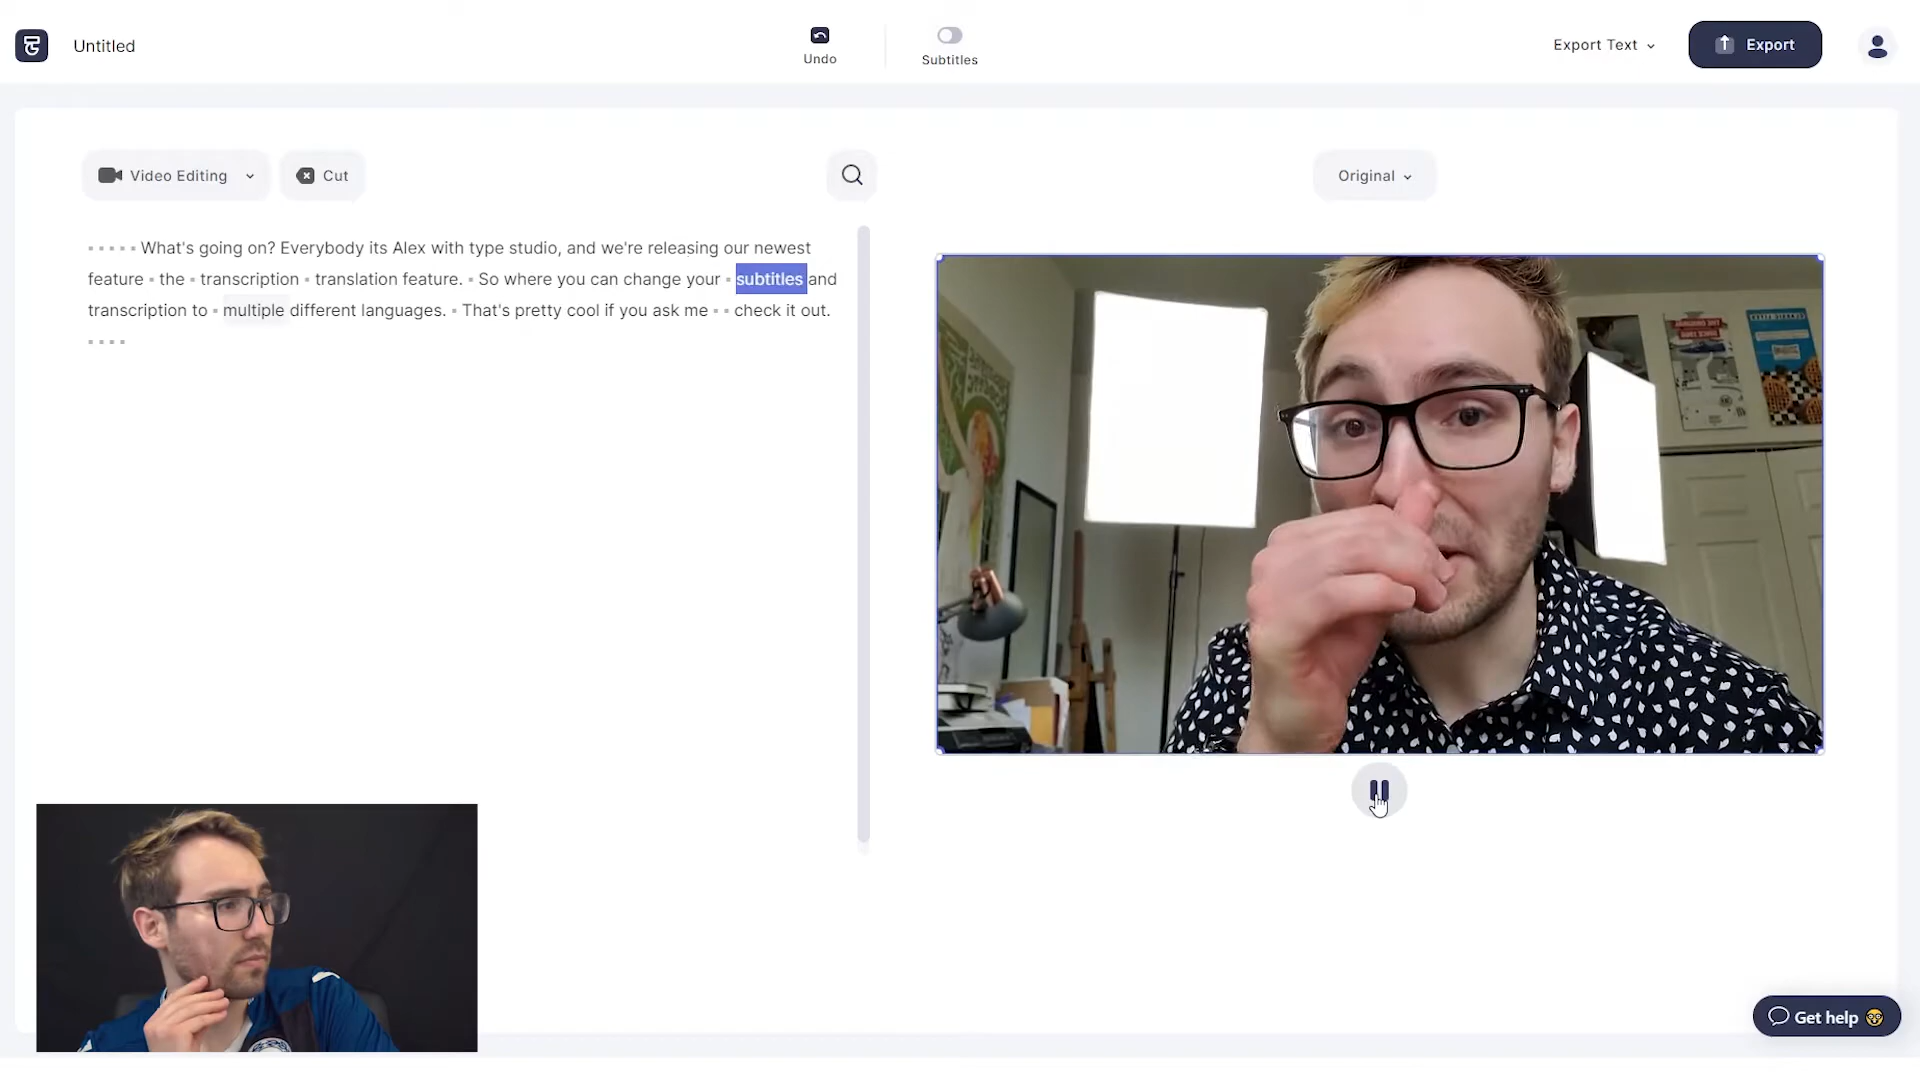 Untitled
Undo
Subtitles
Export Text
Export
Video Editing
Cut
Original
What's going on? Everybody its Alex with type studio, and we're releasing our newest
feature the transcription translation feature. So where you can change your subtitles and
transcription to multiple different languages. That's pretty cool if you ask me check it out.
Get help